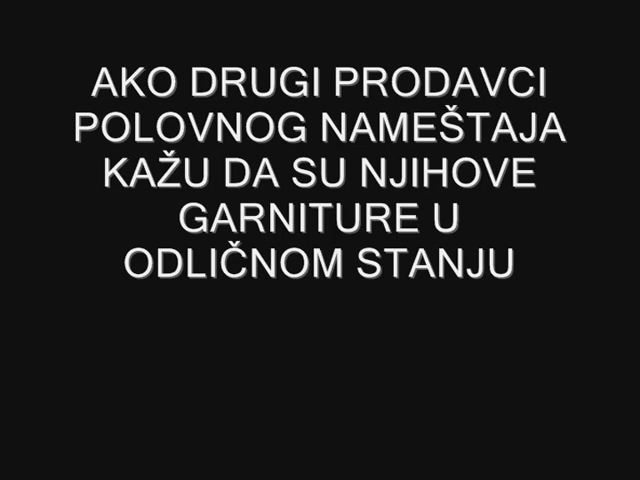 AKO DRUGI PRODAVCI
POLOVNOG NAMEŠTAJA
KAŽU DA SU NJIHOVE
GARNITURE U
ODLIČNOM STANJU